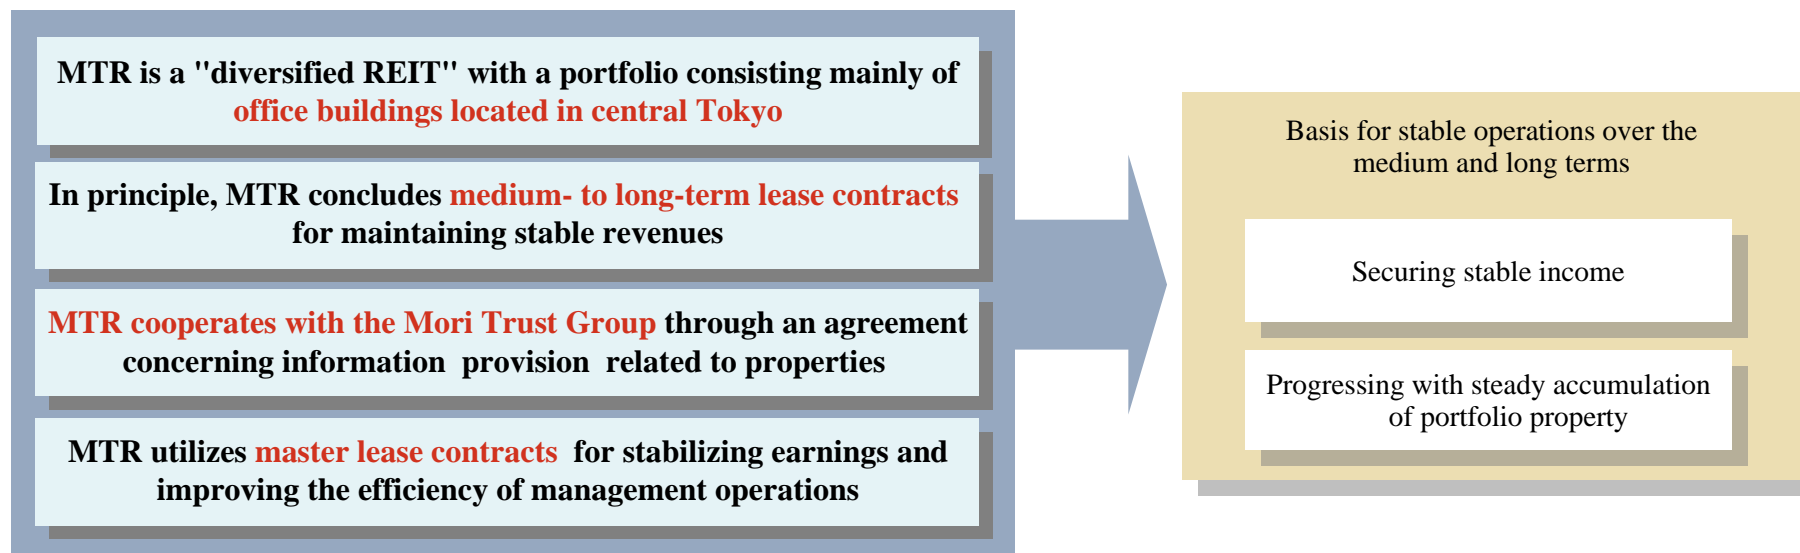 MTR is a "diversified REIT" with a portfolio consisting mainly of
office buildings located in central Tokyo
In principle, MTR concludes medium- to long-term lease contracts
for maintaining stable revenues
MTR cooperates with the Mori Trust Group through an agreement
concerning information provision related to properties
MTR utilizes master lease contracts for stabilizing earnings and
improving the efficiency of management operations
Basis for stable operations over the
medium and long terms
Securing stable income
Progressing with steady accumulation
of portfolio property